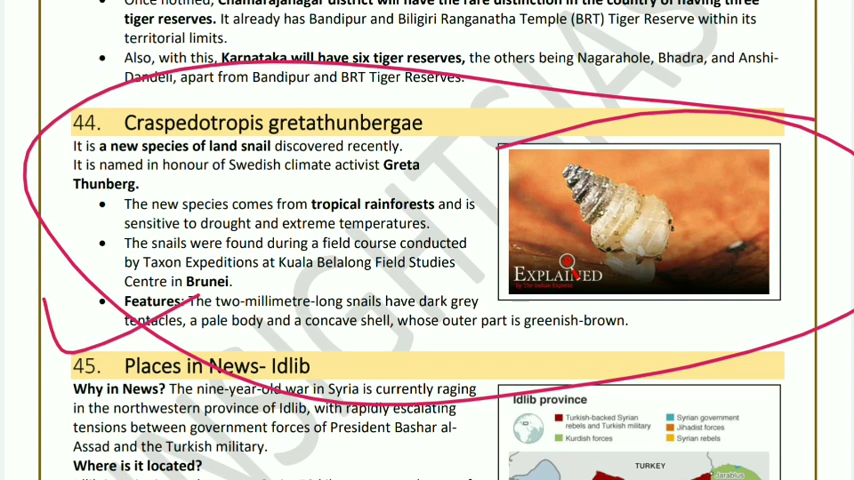 Once notified, Chamarajanagar district will have the rare distinction in the country of having three
tiger reserves. It already has Bandipur and Biligiri Ranganatha Temple (BRT) Tiger Reserve within its
territorial limits.
• Also, with this, Karnataka will have six tiger reserves, the others being Nagarahole, Bhadra, and Anshi-
Dandeli, apart from Bandipur and BRT Tiger Reserves.
44. Craspedotropis gretathunbergae
It is a new species of land snail discovered recently.
It is named in honour of Swedish climate activist Greta
Thunberg.
• The new species comes from tropical rainforests and is
sensitive to drought and extreme temperatures.
• The snails were found during a field course conducted
by Taxon Expeditions at Kuala Belalong Field Studies
Centre in Brunei.
• Features: The two-millimetre-long snails have dark grey
tentacles, a pale body and a concave shell, whose outer part is greenish-brown.
EXPLAINED
by The Indian Express
45. Places in News- Idlib
Why in News? The nine-year-old war in Syria is currently raging
in the northwestern province of Idlib, with rapidly escalating
tensions between government forces of President Bashar al-
Assad and the Turkish military.
Where is it located?
Idlib province
Turkish-backed Syrian
rebels and Turkish military
Kurdish forces
Syrian government
Jihadist forces
Syrian rebels
TURKEY
Jarablus
INSIGHTSIAS